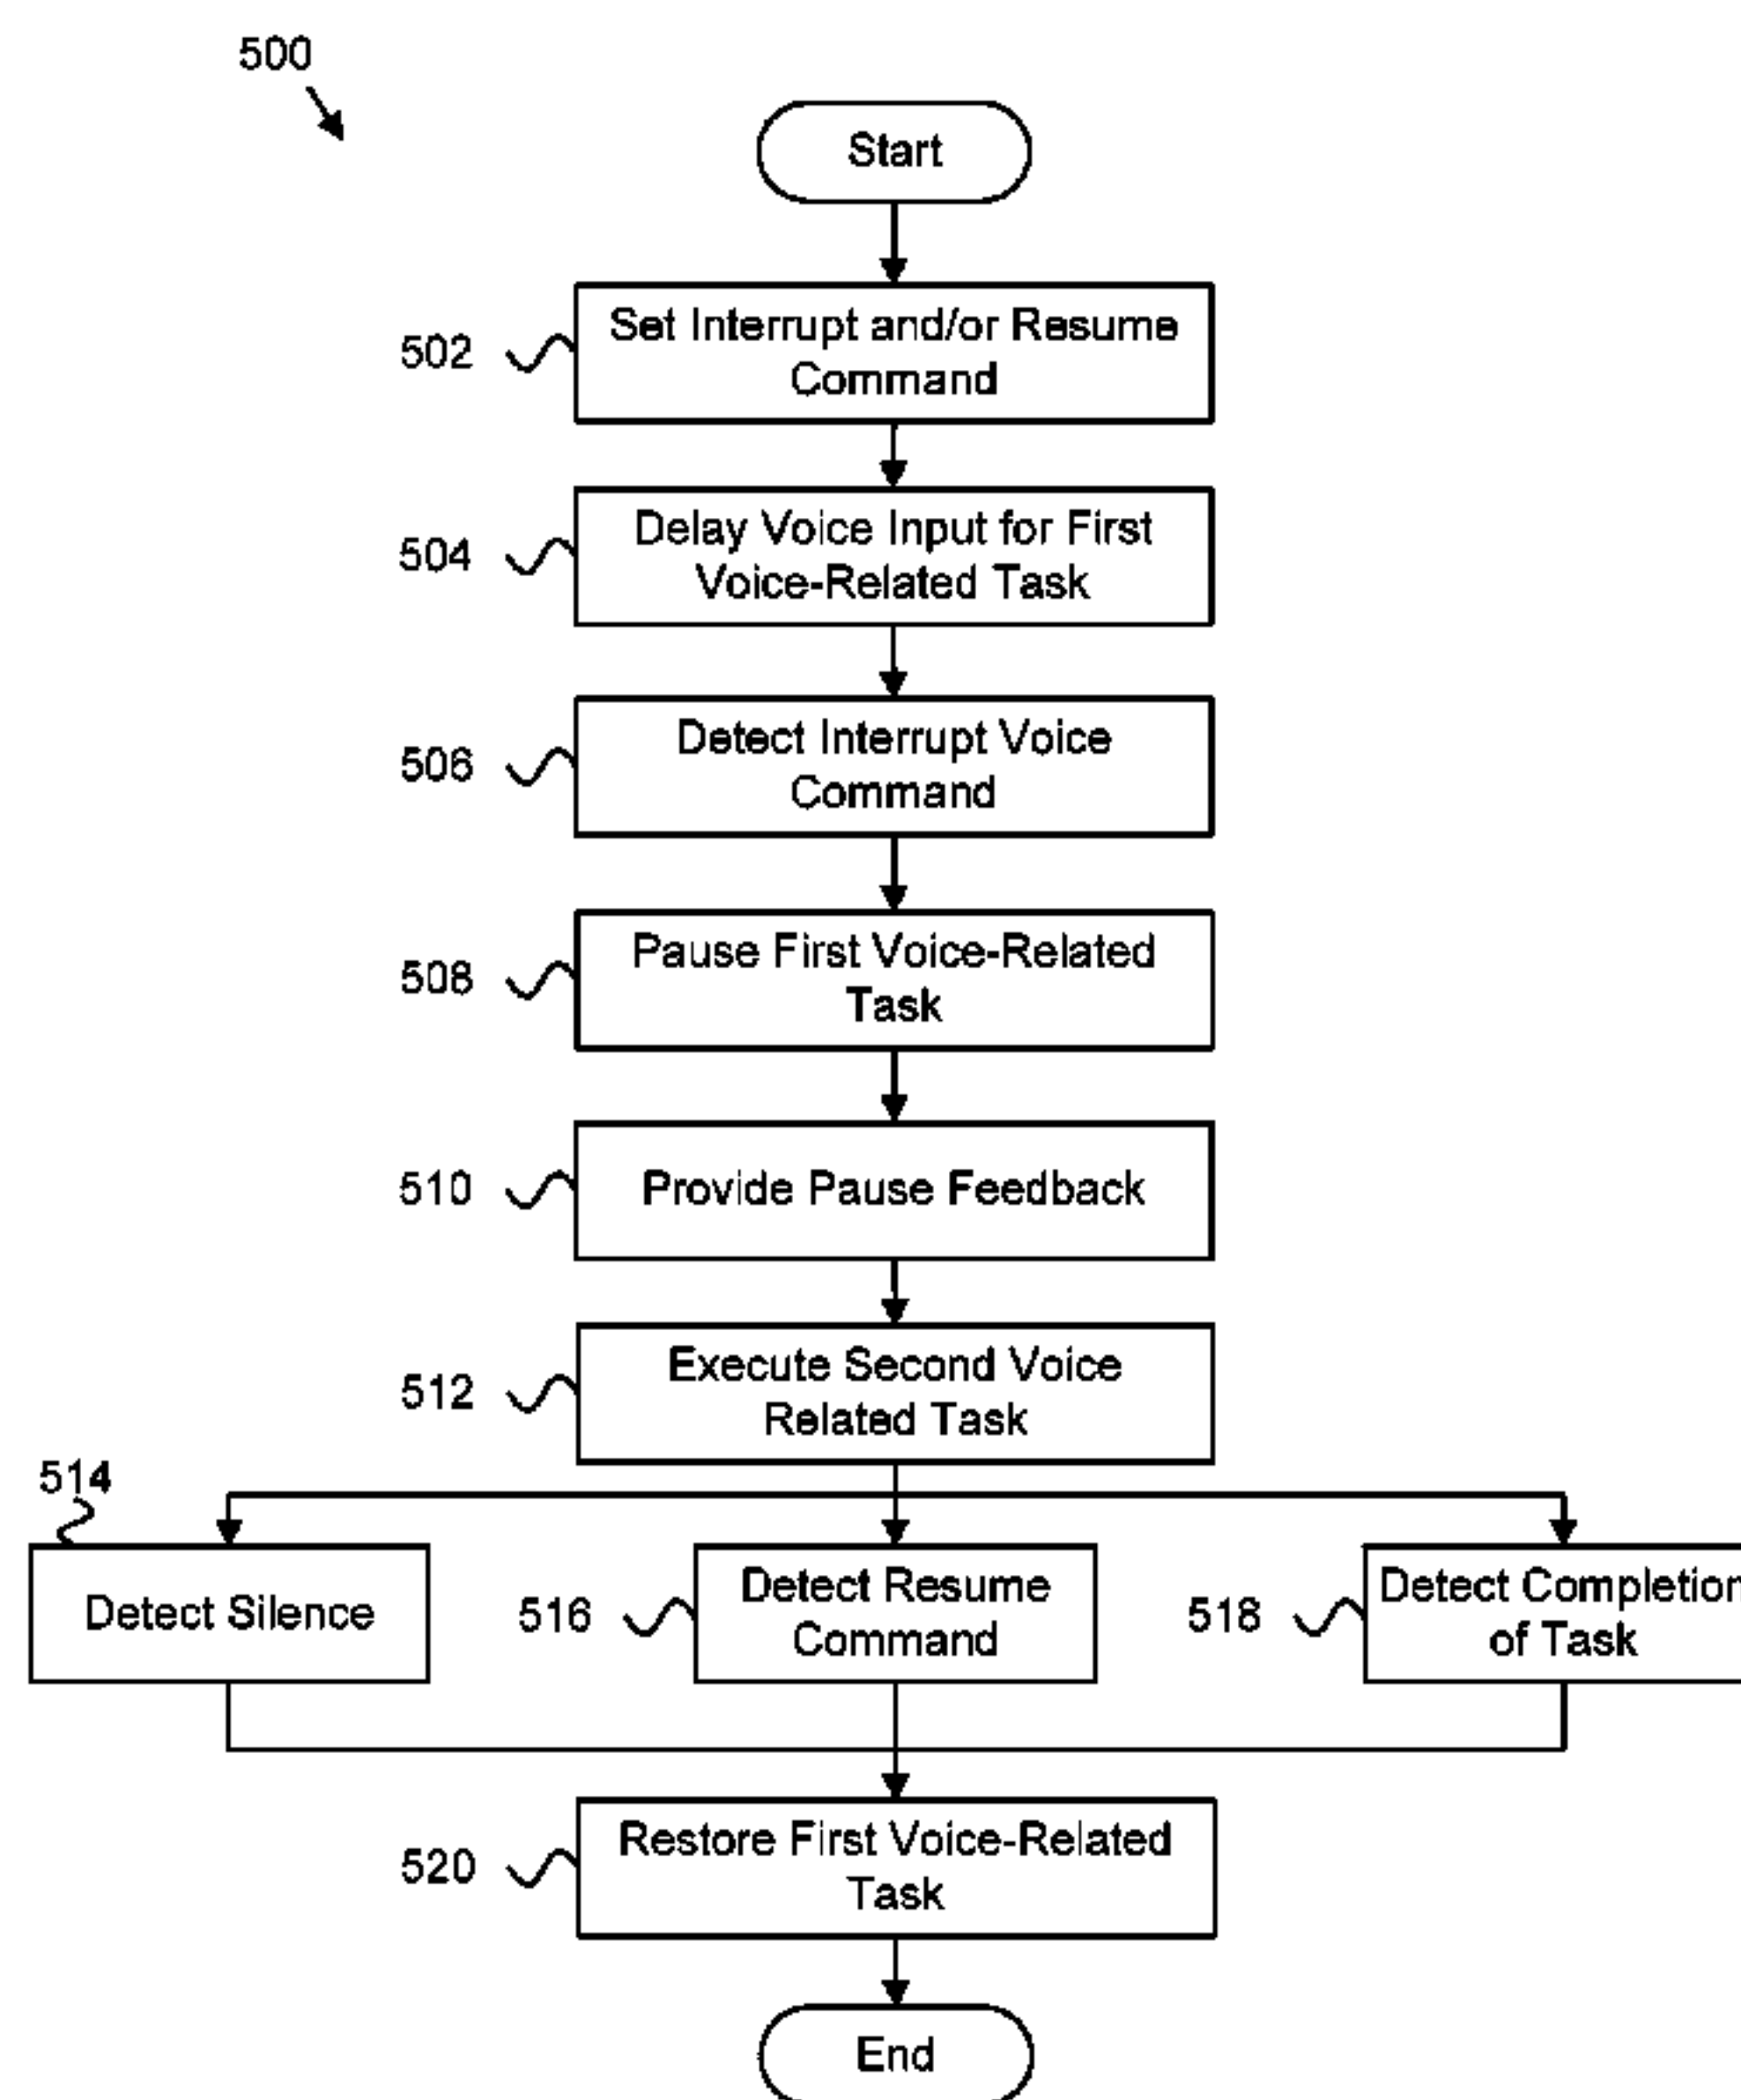 500
Start
502
Set Interrupt and/or Resume
Command
504
Delay Voice Input for First
Voice-Related Task
506
Detect Interrupt Voice
Command
508
Pause First Voice-Related
Task
510
Provide Pause Feedback
512
Execute Second Voice
Related Task
514
Detect Silence
516
Detect Resume
Command
518
Detect Completion
of Task
520
Restore First Voice-Related
Task
End